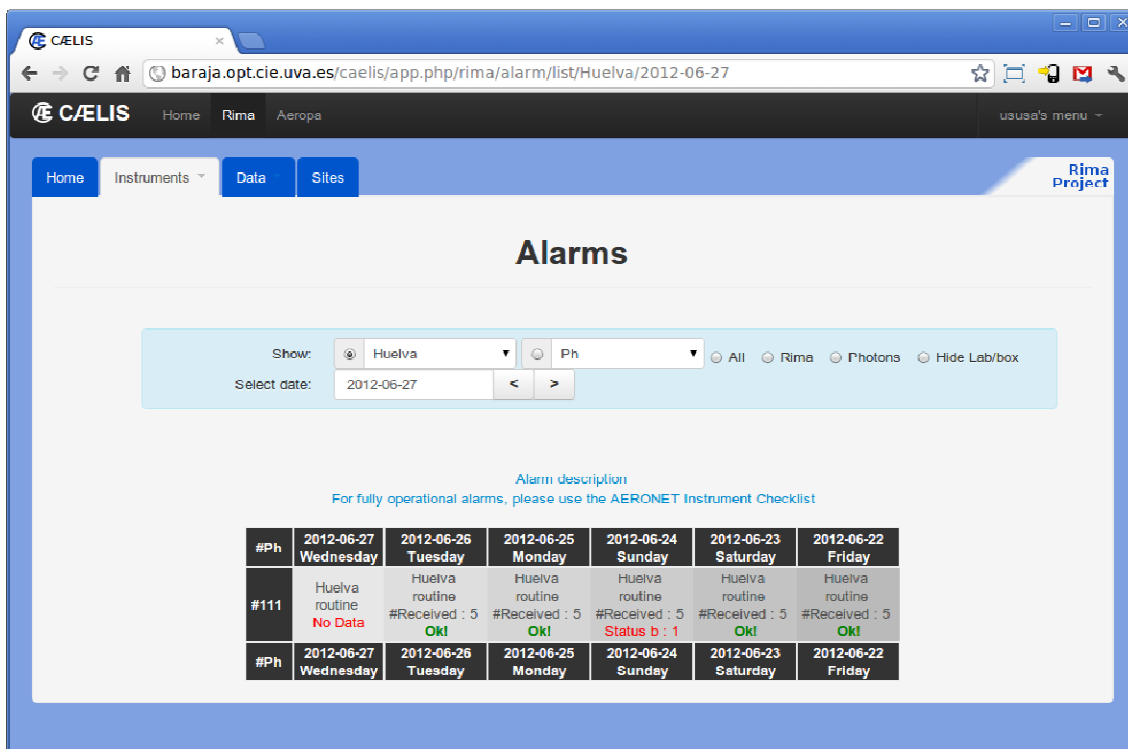 CÆLIS
baraja.opt.cie.uva.es/caelis/app.php/rima/alarm/list/Huelva/2012-06-27
CÆLIS Home Rima Aeropa ususa's menu
Home Instruments Data Sites
Rima
Project
Alarms
Show: Huelva Ph All Rima Photons Hide Lab/box
Select date: 2012-06-27 < >
Alarm description
For fully operational alarms, please use the AERONET Instrument Checklist
#Ph 2012-06-27 Wednesday 2012-06-26 Tuesday 2012-06-25 Monday 2012-06-24 Sunday 2012-06-23 Saturday 2012-06-22 Friday
#111 Huelva routine No Data Huelva routine #Received : 5 Ok! Huelva routine #Received : 5 Ok! Huelva routine #Received : 5 Status b : 1 Huelva routine #Received : 5 Ok! Huelva routine #Received : 5 Ok!
#Ph 2012-06-27 Wednesday 2012-06-26 Tuesday 2012-06-25 Monday 2012-06-24 Sunday 2012-06-23 Saturday 2012-06-22 Friday